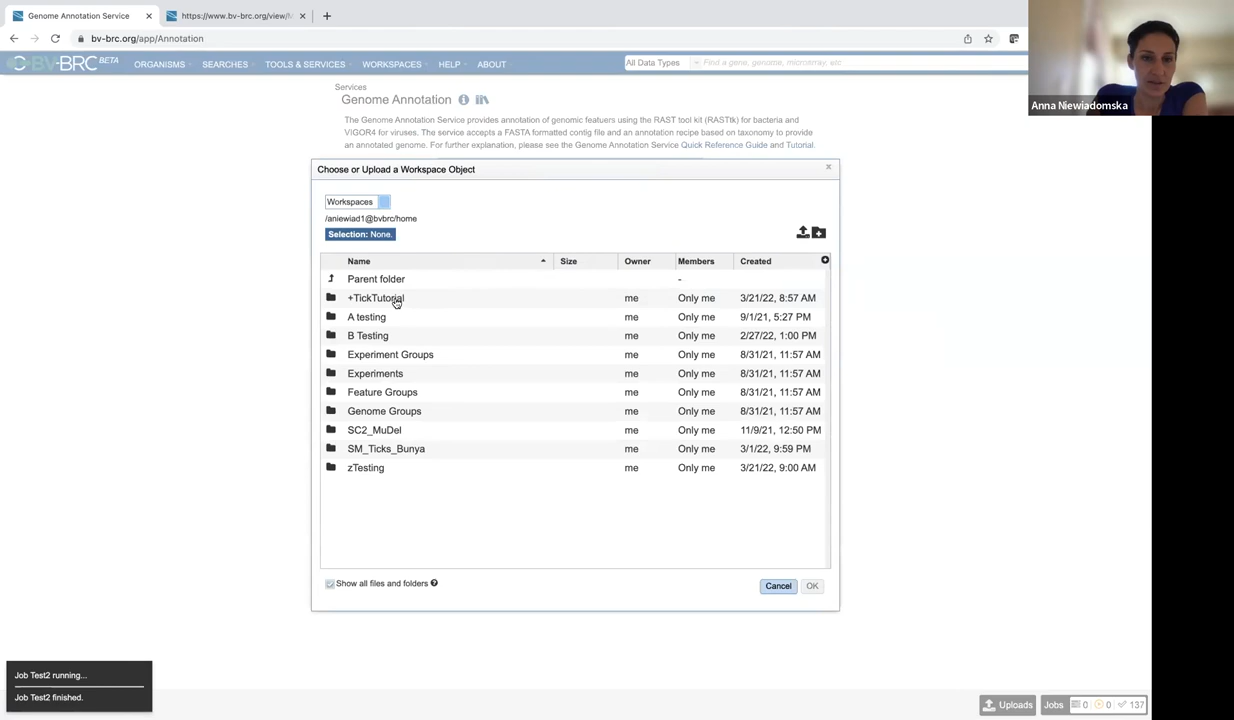 Genome Annotation Service
https://www.bv-brc.org/view/
bv-brc.org/app/Annotation
BV-BRC BETA
ORGANISMS SEARCHES TOOLS & SERVICES WORKSPACES HELP ABOUT
All Data Types Find a gene, genome, microarray, etc
Anna Niewiadomska
Services
Genome Annotation
The Genome Annotation Service provides annotation of genomic featuers using the RAST tool kit (RASTtk) for bacteria and
VIGOR4 for viruses. The service accepts a FASTA formatted contig file and an annotation recipe based on taxonomy to provide
an annotated genome. For further explanation, please see the Genome Annotation Service Quick Reference Guide and Tutorial.
Choose or Upload a Workspace Object
Workspaces
/aniewiad1@bvbrc/home
Selection: None.
Name Size Owner Members Created
Parent folder -
+TickTutorial me Only me 3/21/22, 8:57 AM
A testing me Only me 9/1/21, 5:27 PM
B Testing me Only me 2/27/22, 1:00 PM
Experiment Groups me Only me 8/31/21, 11:57 AM
Experiments me Only me 8/31/21, 11:57 AM
Feature Groups me Only me 8/31/21, 11:57 AM
Genome Groups me Only me 8/31/21, 11:57 AM
SC2_MuDel me Only me 11/9/21, 12:50 PM
SM_Ticks_Bunya me Only me 3/1/22, 9:59 PM
zTesting me Only me 3/21/22, 9:00 AM
Show all files and folders
Cancel OK
Job Test2 running...
Job Test2 finished.
Uploads Jobs 0 0 137